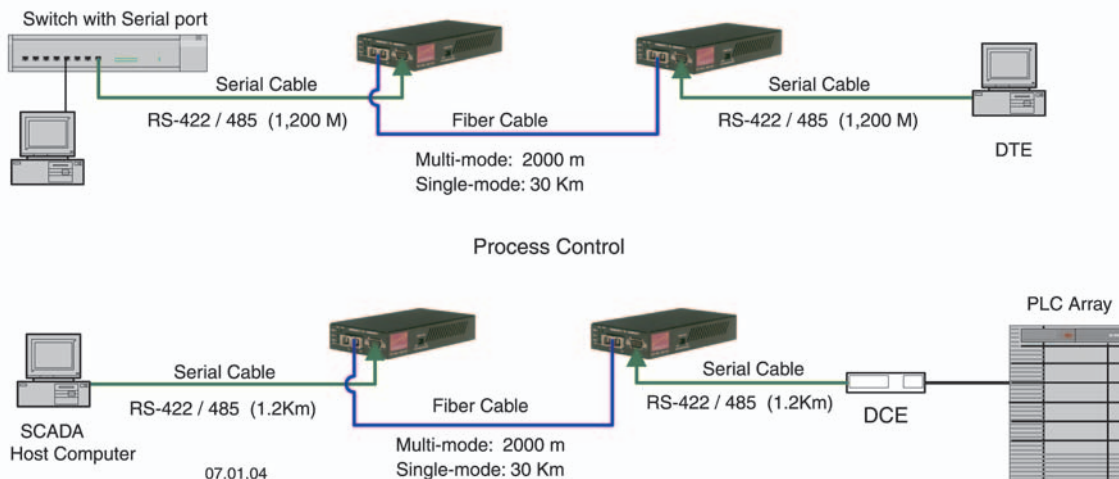 Switch with Serial port
Serial Cable
RS-422 / 485 (1,200 M)
Fiber Cable
Multi-mode: 2000 m
Single-mode: 30 Km
Serial Cable
RS-422 / 485 (1,200 M)
DTE
Process Control
PLC Array
Serial Cable
RS-422 / 485 (1.2Km)
Fiber Cable
Multi-mode: 2000 m
Single-mode: 30 Km
Serial Cable
RS-422 / 485 (1.2Km)
DCE
SCADA
Host Computer
07.01.04